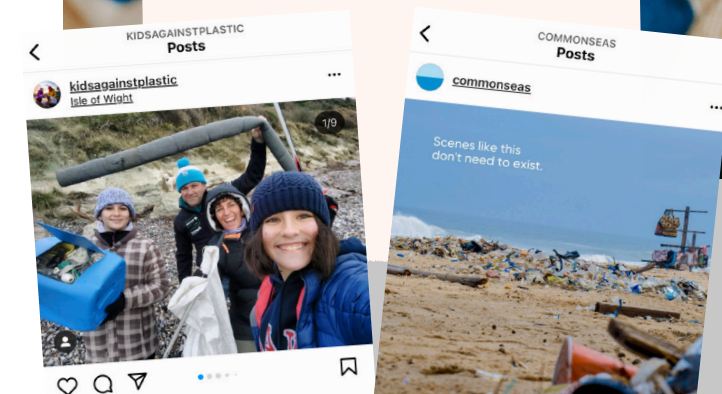 KIDSAGAINSTPLASTIC
Posts
kidsagainstplastic
Isle of Wight
1/9
COMMONSEAS
Posts
commonseas
Scenes like this
don't need to exist.